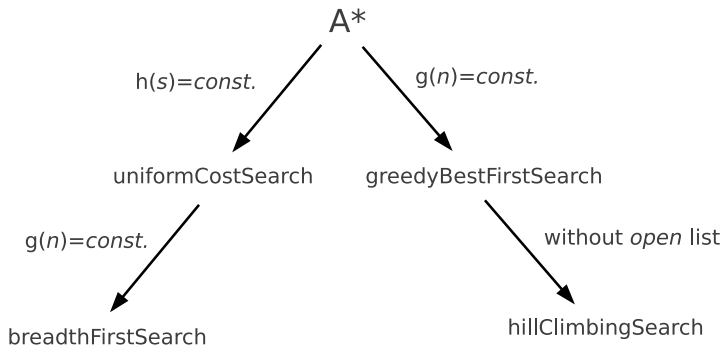 A*
h(s)=const.
g(n)=const.
uniformCostSearch
greedyBestFirstSearch
g(n)=const.
without open list
breadthFirstSearch
hillClimbingSearch